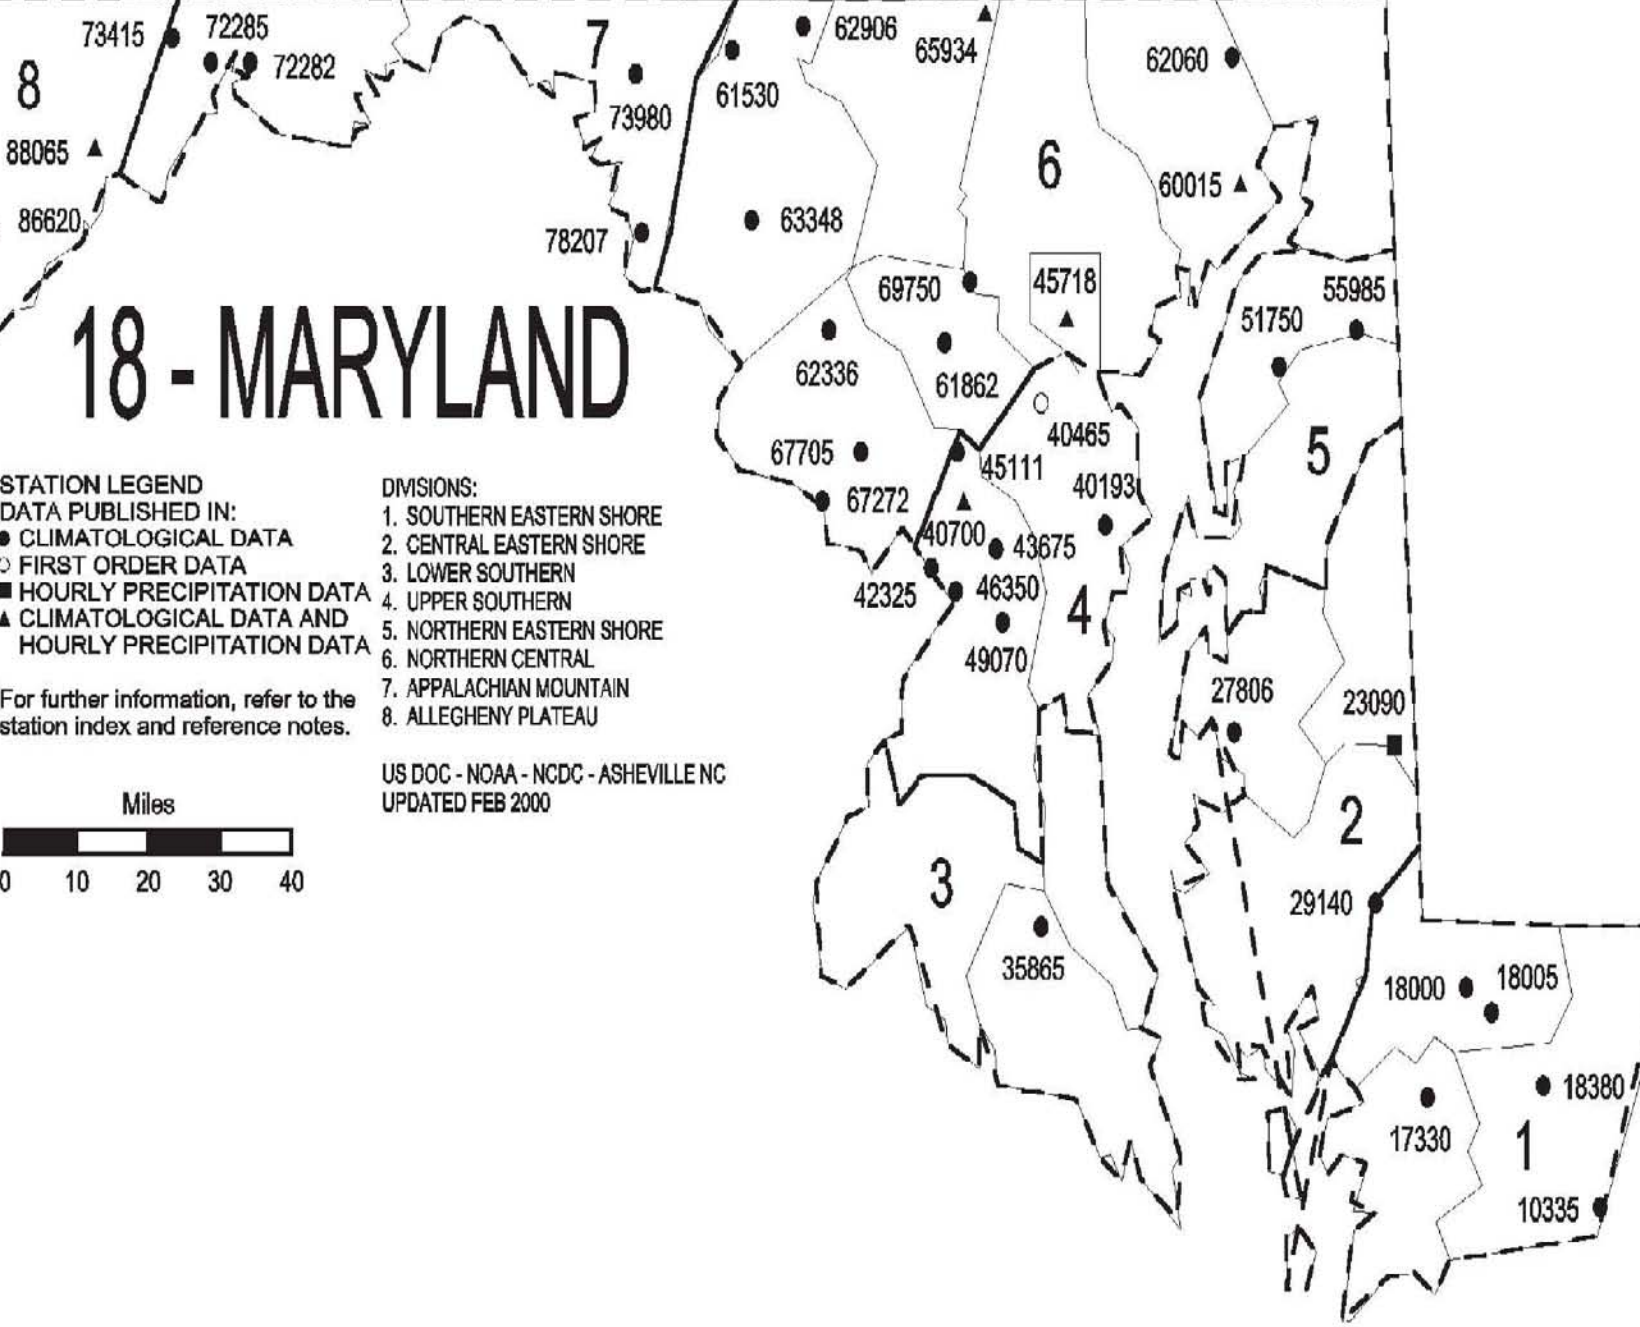 73415
72285
7
62906
65934
62060
8
72282
73980
61530
88065
6
60015
86620
78207
63348
69750
45718
55985
51750
18 - MARYLAND
62336
61862
40465
5
67705
45111
40193
67272
40700
43675
42325
46350
4
49070
STATION LEGEND
DATA PUBLISHED IN:
CLIMATOLOGICAL DATA
FIRST ORDER DATA
HOURLY PRECIPITATION DATA
CLIMATOLOGICAL DATA AND
HOURLY PRECIPITATION DATA
For further information, refer to the
station index and reference notes.
DIVISIONS:
1. SOUTHERN EASTERN SHORE
2. CENTRAL EASTERN SHORE
3. LOWER SOUTHERN
4. UPPER SOUTHERN
5. NORTHERN EASTERN SHORE
6. NORTHERN CENTRAL
7. APPALACHIAN MOUNTAIN
8. ALLEGHENY PLATEAU
US DOC - NOAA - NCDC - ASHEVILLE NC
UPDATED FEB 2000
Miles
0 10 20 30 40
27806
23090
2
3
29140
35865
18000
18005
18380
17330
1
10335